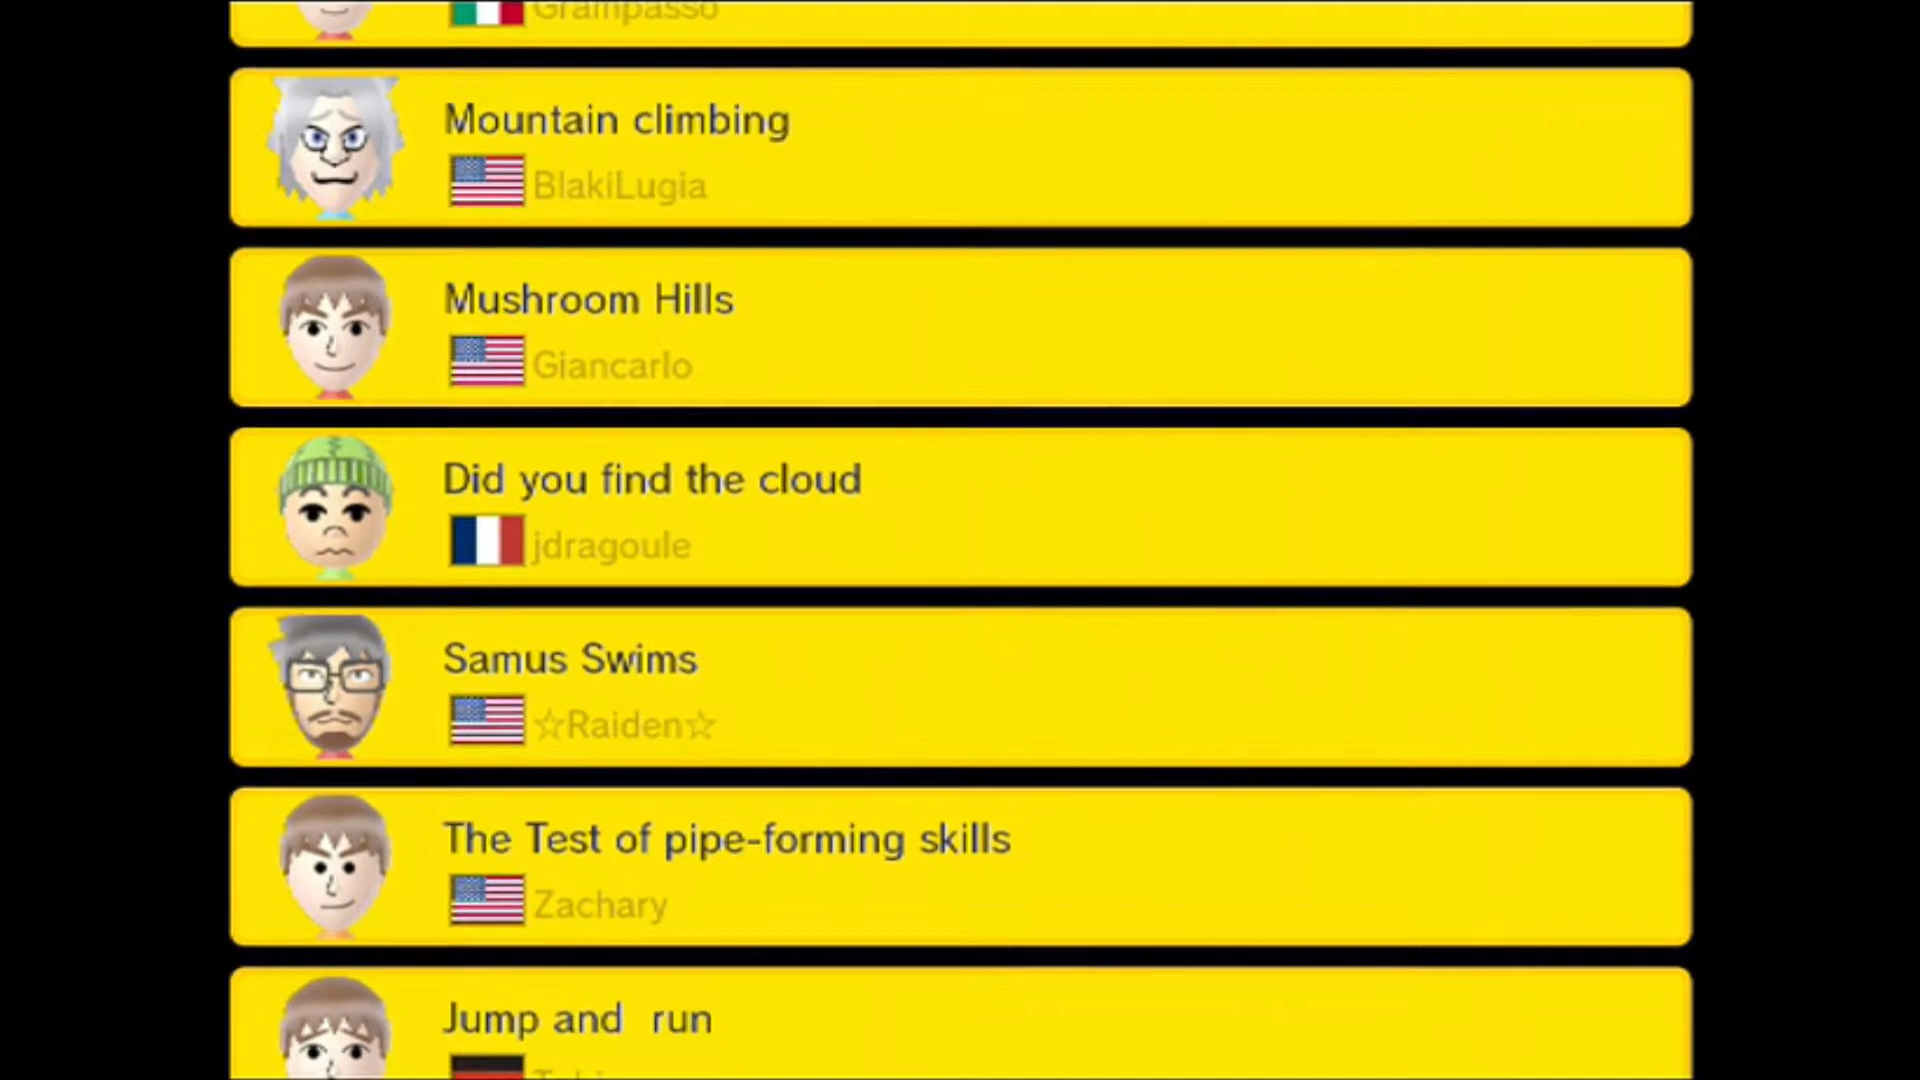 Grampasso
Mountain climbing
BlakiLugia
Mushroom Hills
Giancarlo
Did you find the cloud
jdragoule
Samus Swims
☆Raiden☆
The Test of pipe-forming skills
Zachary
Jump and  run